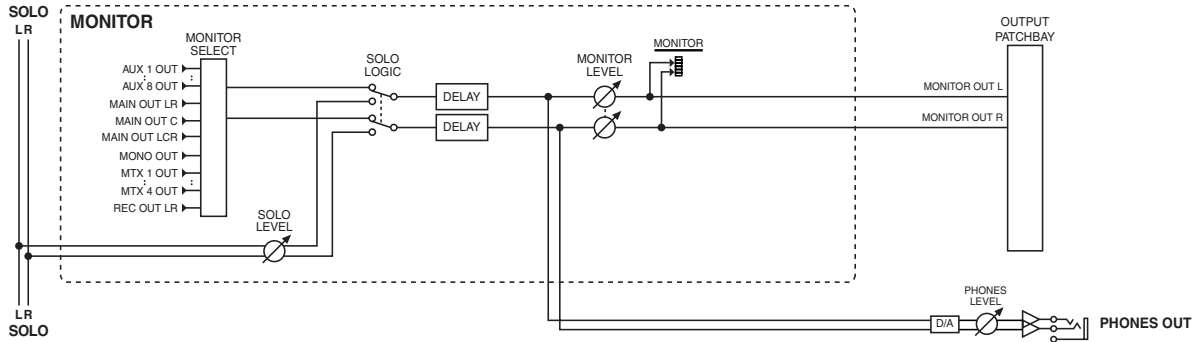 SOLO
L R
MONITOR
MONITOR
SELECT
AUX 1 OUT
AUX 8 OUT
MAIN OUT LR
MAIN OUT C
MAIN OUT LCR
MONO OUT
MTX 1 OUT
MTX 4 OUT
REC OUT LR
SOLO
LEVEL
SOLO
LOGIC
DELAY
DELAY
MONITOR
LEVEL
MONITOR
OUTPUT
PATCHBAY
MONITOR OUT L
MONITOR OUT R
L R
SOLO
D/A
PHONES
LEVEL
PHONES OUT